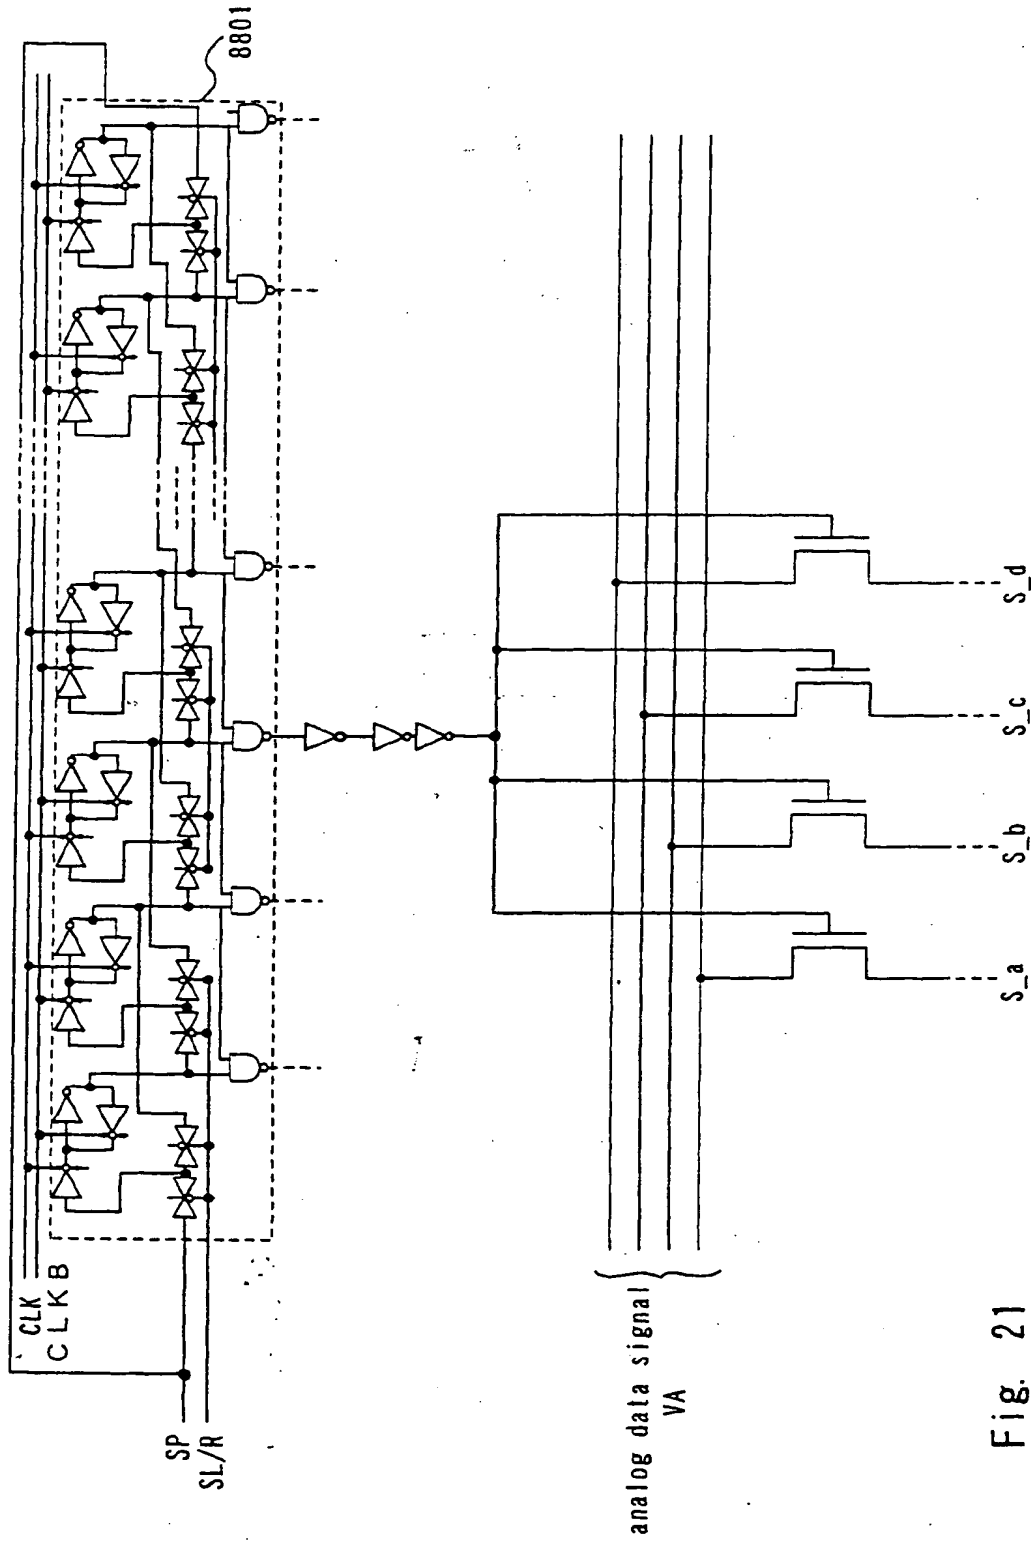 8801
CLK
CLKB
SP
SL/R
analog data signal
VA
S_a
S_b
S_c
S_d
Fig. 21